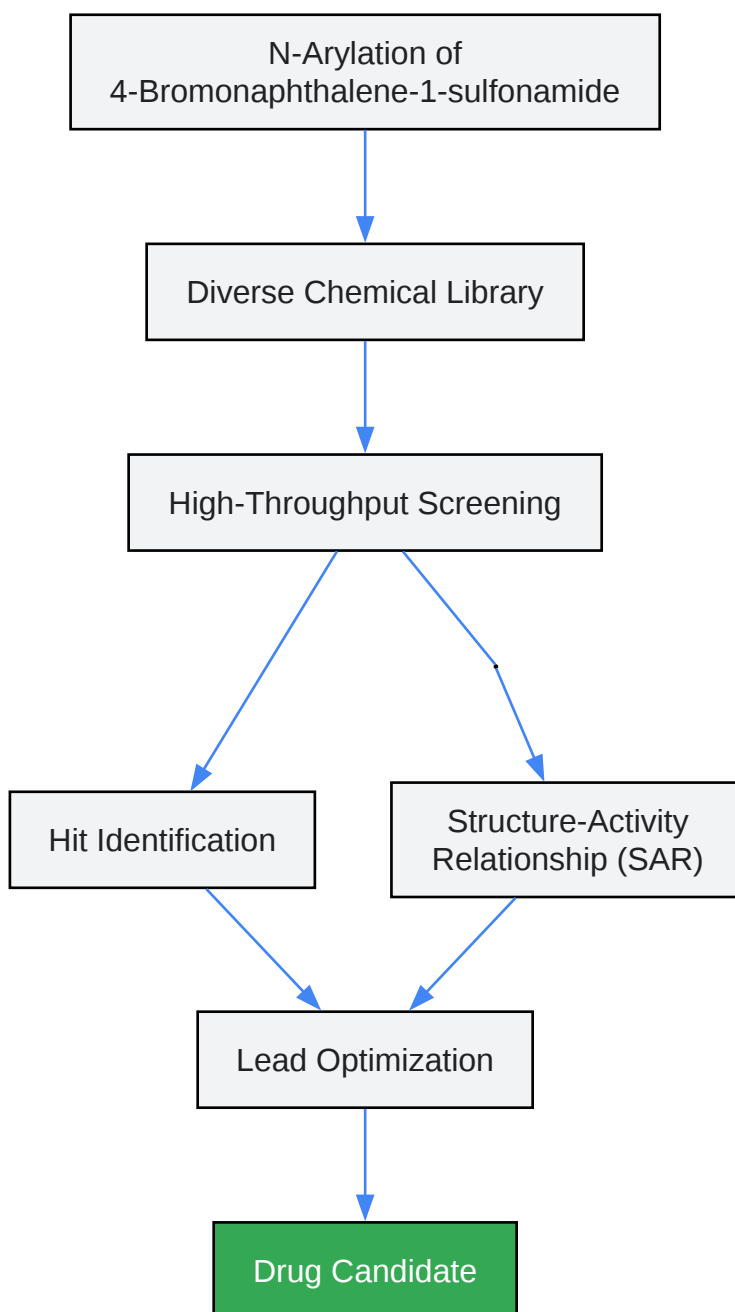 N-Arylation of
4-Bromonaphthalene-1-sulfonamide
Diverse Chemical Library
High-Throughput Screening
Hit Identification
Structure-Activity
Relationship (SAR)
Lead Optimization
Drug Candidate